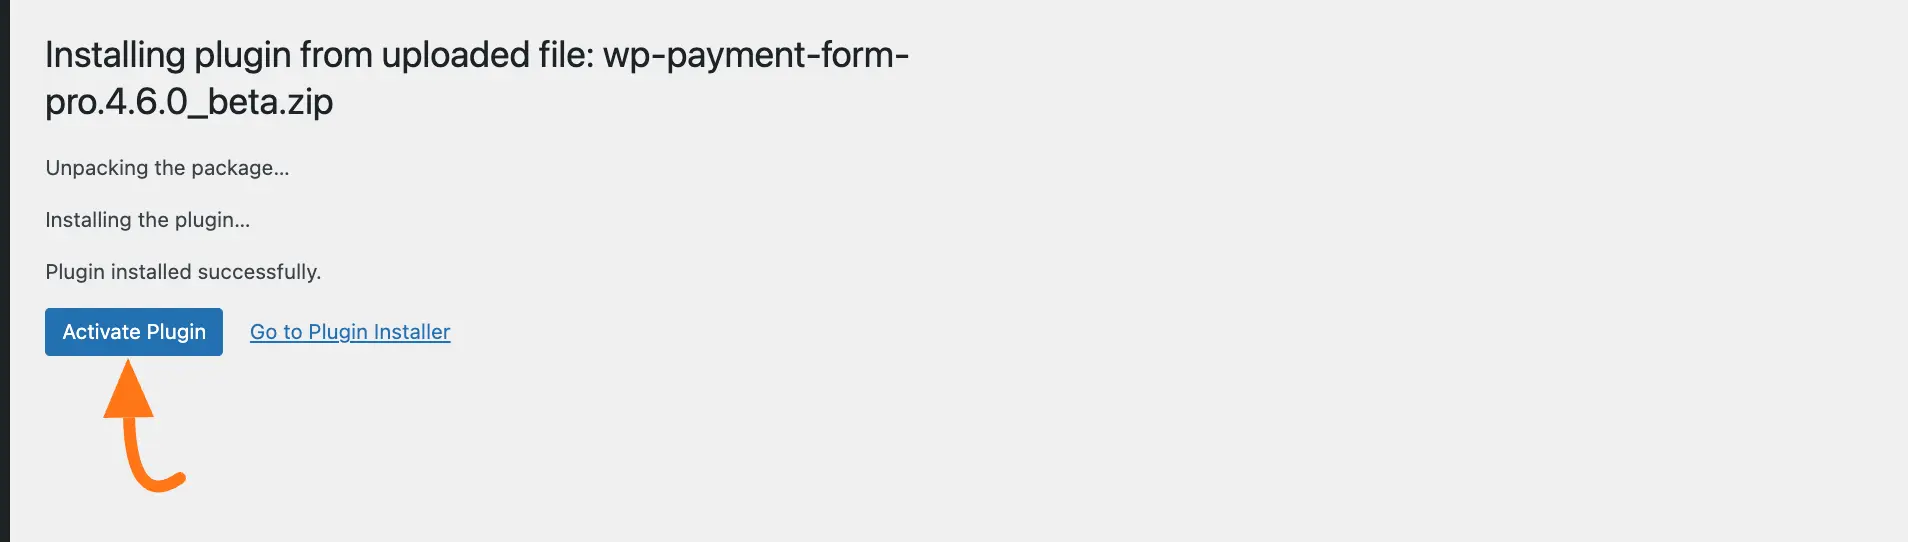 Installing plugin from uploaded file: wp-payment-form-
pro.4.6.0_beta.zip
Unpacking the package...
Installing the plugin...
Plugin installed successfully.
Activate Plugin Go to Plugin Installer